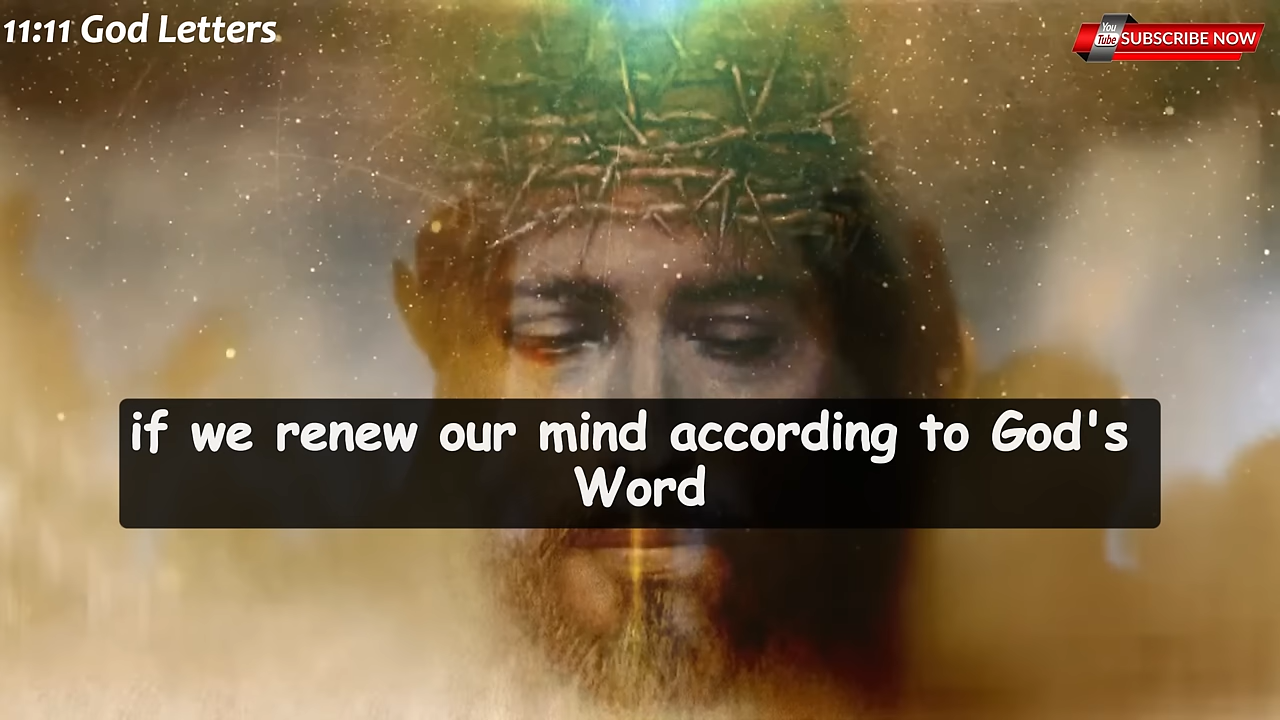 11:11 God Letters
You
Tube
SUBSCRIBE NOW
if we renew our mind according to God's
Word